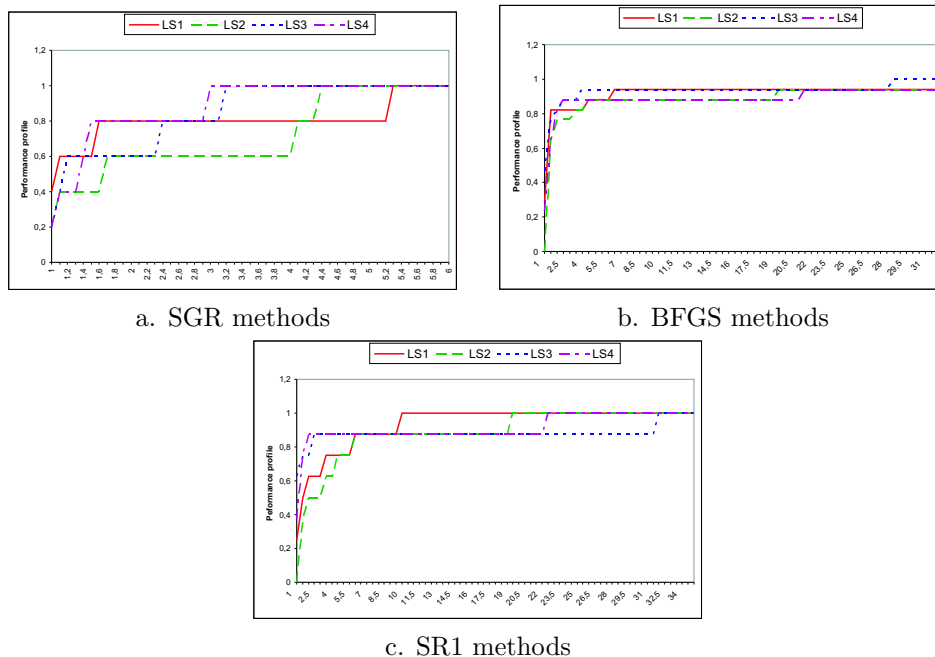 LS1 LS2 LS3 LS4
Performance profile
1,2
1
0,8
0,6
0,4
0,2
0
1 1,2 1,4 1,6 1,8 2 2,2 2,4 2,6 2,8 3 3,2 3,4 3,6 3,8 4 4,2 4,4 4,6 4,8 5 5,2 5,4 5,6 5,8 6
a. SGR methods
LS1 LS2 LS3 LS4
Peformance profile
1,2
1
0,8
0,6
0,4
0,2
0
1 2,5 4 5,5 7 8,5 10 11,5 13 14,5 16 17,5 19 20,5 22 23,5 25 26,5 28 29,5 31
b. BFGS methods
LS1 LS2 LS3 LS4
Peformance profile
1,2
1
0,8
0,6
0,4
0,2
0
1 2,5 4 5,5 7 8,5 10 11,5 13 14,5 16 17,5 19 20,5 22 23,5 25 26,5 28 29,5 31 32,5 34
c. SR1 methods